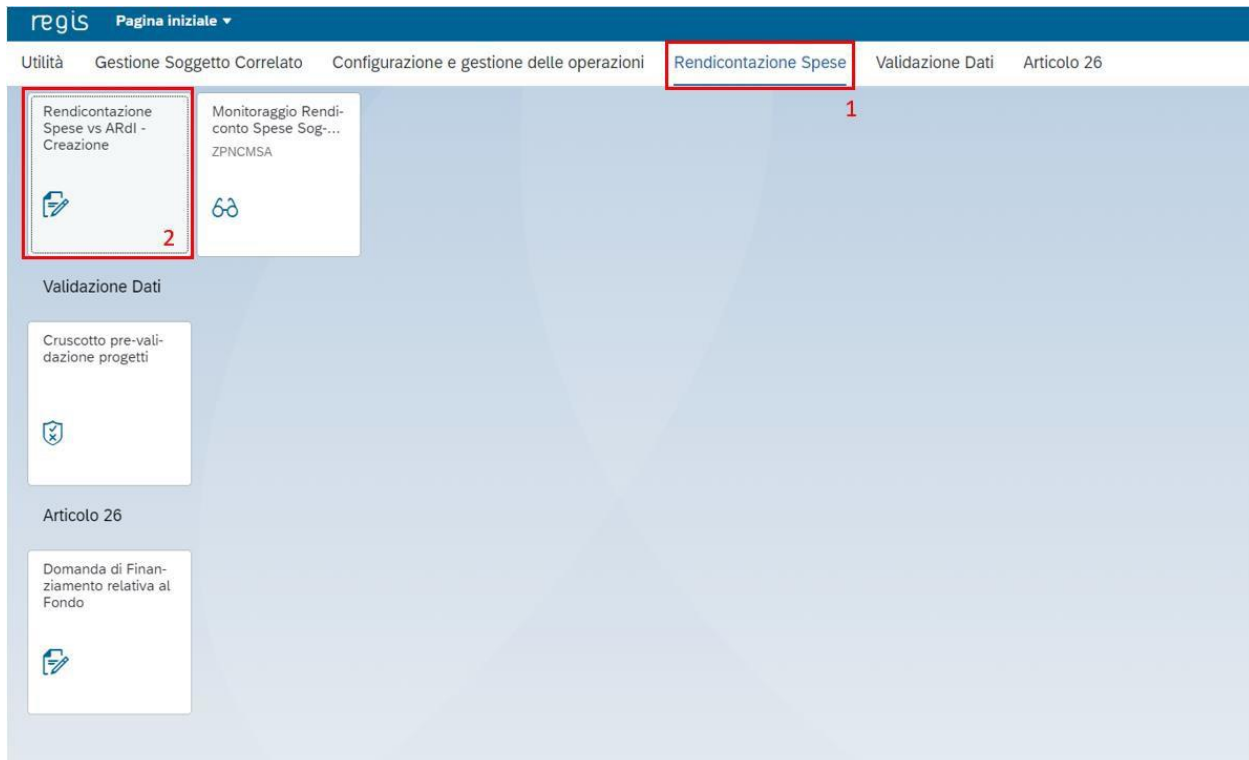 regis Pagina iniziale
Utilità Gestione Soggetto Correlato Configurazione e gestione delle operazioni Rendicontazione Spese Validazione Dati Articolo 26
1
Rendicontazione
Spese vs ARdI -
Creazione
2
Monitoraggio Rendi-
conto Spese Sog-...
ZPNCMSA
Validazione Dati
Cruscotto pre-vali-
dazione progetti
Articolo 26
Domanda di Finan-
ziamento relativa al
Fondo